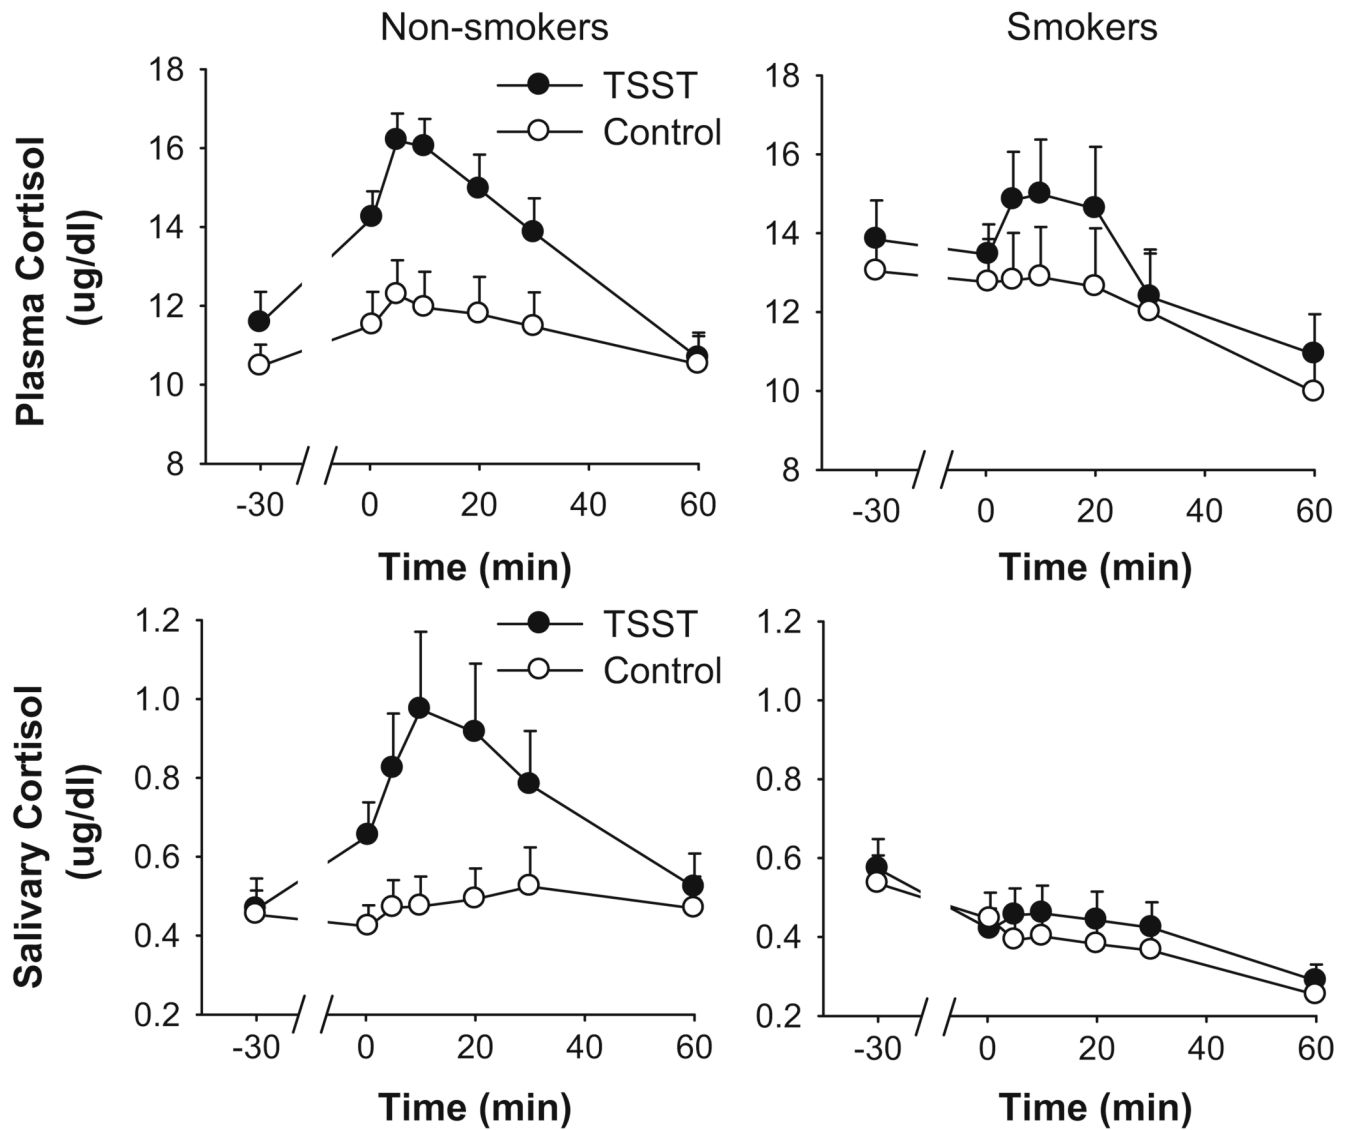 Non-smokers
Smokers
Plasma Cortisol
(ug/dl)
18
16
14
12
10
8
TSST
Control
-30 0 20 40 60
Time (min)
18
16
14
12
10
8
-30 0 20 40 60
Time (min)
Salivary Cortisol
(ug/dl)
1.2
1.0
0.8
0.6
0.4
0.2
TSST
Control
-30 0 20 40 60
Time (min)
1.2
1.0
0.8
0.6
0.4
0.2
-30 0 20 40 60
Time (min)